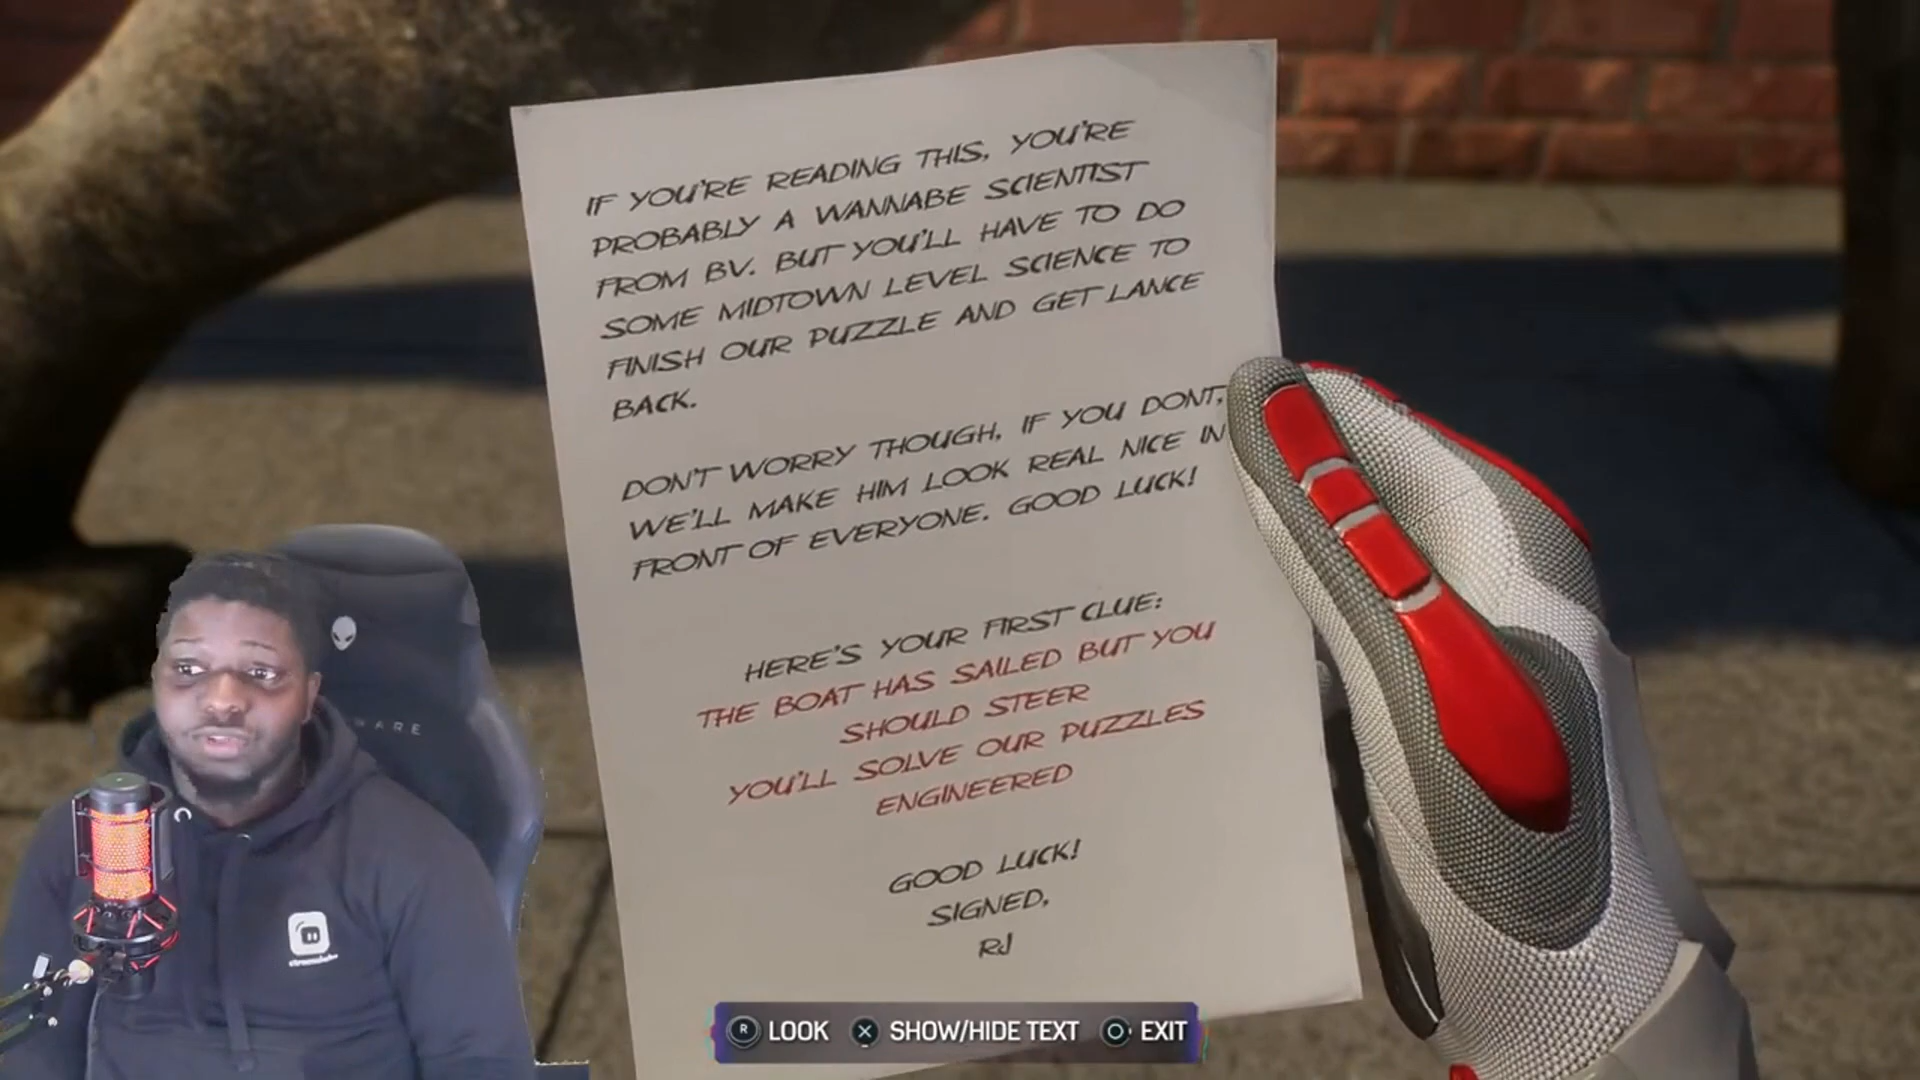 IF YOU'RE READING THIS, YOU'RE
PROBABLY A WANNABE SCIENTIST
FROM BV. BUT YOU'LL HAVE TO DO
SOME MIDTOWN LEVEL SCIENCE TO
FINISH OUR PUZZLE AND GET LANCE
BACK.
DON'T WORRY THOUGH, IF YOU DONT,
WE'LL MAKE HIM LOOK REAL NICE IN
FRONT OF EVERYONE. GOOD LUCK!
HERE'S YOUR FIRST CLUE:
THE BOAT HAS SAILED BUT YOU
SHOULD STEER
YOU'LL SOLVE OUR PUZZLES
ENGINEERED
GOOD LUCK!
SIGNED,
RJ
WARE
R LOOK SHOW/HIDE TEXT EXIT